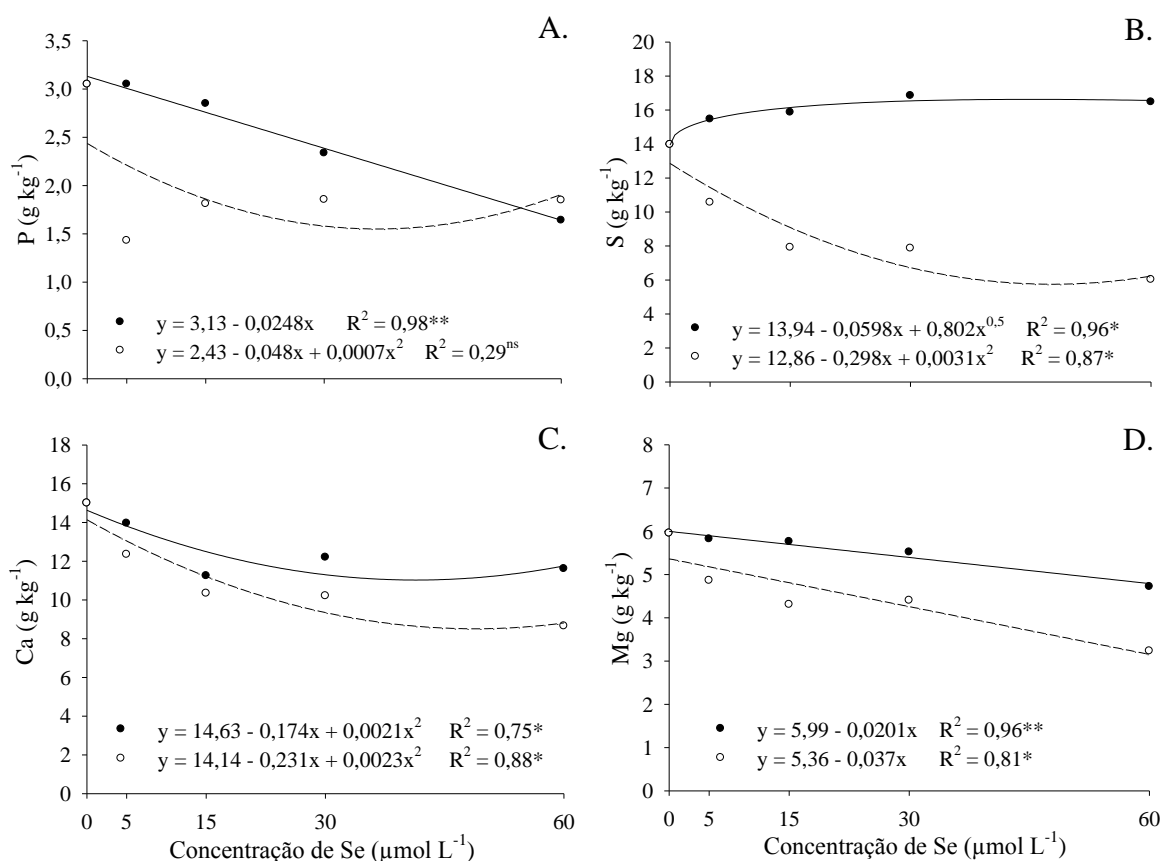 A.
3,5
3,0
2,5
2,0
1,5
1,0
0,5
0,0
P (g kg⁻¹)
● y = 3,13 - 0,0248x R² = 0,98**
○ y = 2,43 - 0,048x + 0,0007x² R² = 0,29ⁿˢ
B.
20
18
16
14
12
10
8
6
4
2
0
S (g kg⁻¹)
● y = 13,94 - 0,0598x + 0,802x⁰,⁵ R² = 0,96*
○ y = 12,86 - 0,298x + 0,0031x² R² = 0,87*
0 5 15 30 60
C.
18
16
14
12
10
8
6
4
2
0
Ca (g kg⁻¹)
● y = 14,63 - 0,174x + 0,0021x² R² = 0,75*
○ y = 14,14 - 0,231x + 0,0023x² R² = 0,88*
0 5 15 30 60
Concentração de Se (µmol L⁻¹)
D.
8
7
6
5
4
3
2
1
0
Mg (g kg⁻¹)
● y = 5,99 - 0,0201x R² = 0,96**
○ y = 5,36 - 0,037x R² = 0,81*
0 5 15 30 60
Concentração de Se (µmol L⁻¹)